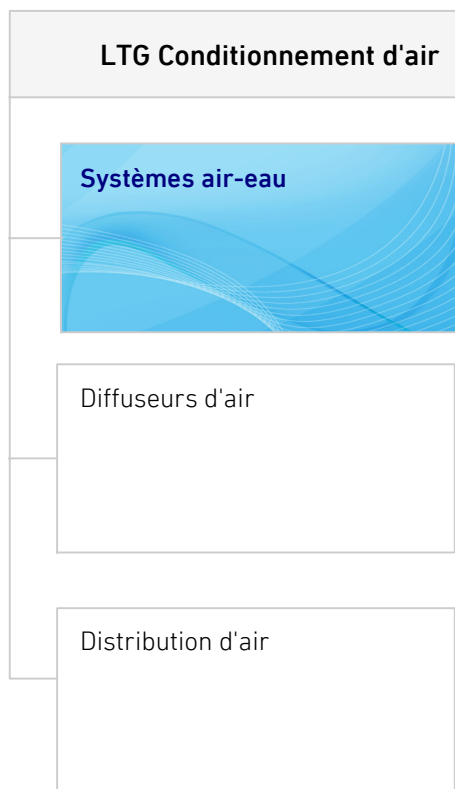 LTG Conditionnement d'air
Systèmes air-eau
Diffuseurs d'air
Distribution d'air